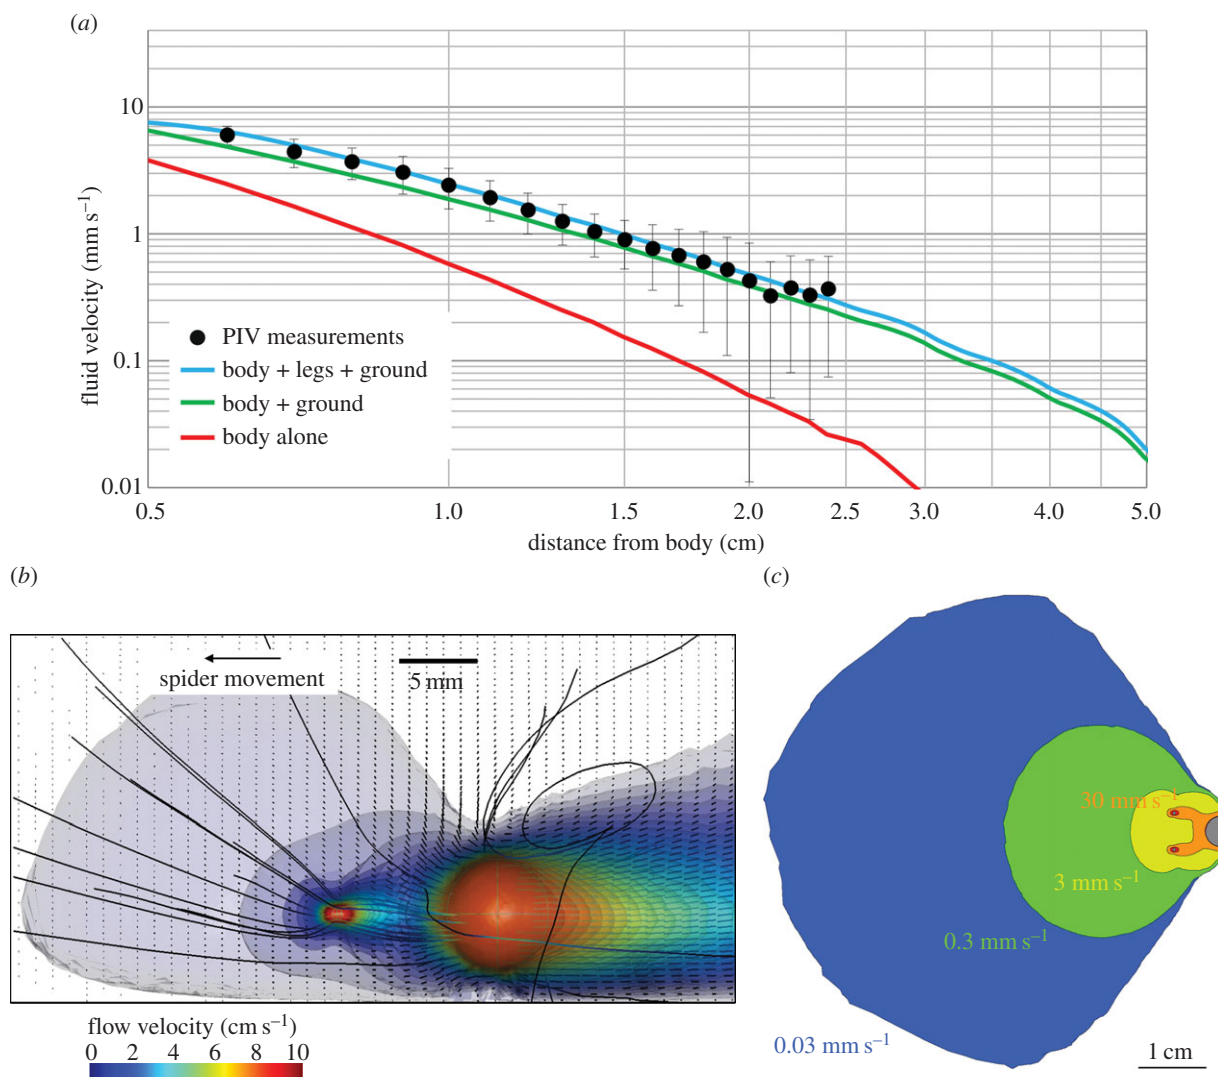 (a)
10
1
0.1
0.01
fluid velocity (mm s⁻¹)
PIV measurements
body + legs + ground
body + ground
body alone
0.5 1.0 1.5 2.0 2.5 3.0 4.0 5.0
distance from body (cm)
(b)
spider movement
5 mm
flow velocity (cm s⁻¹)
0 2 4 6 8 10
(c)
30 mm s⁻¹
3 mm s⁻¹
0.3 mm s⁻¹
0.03 mm s⁻¹
1 cm